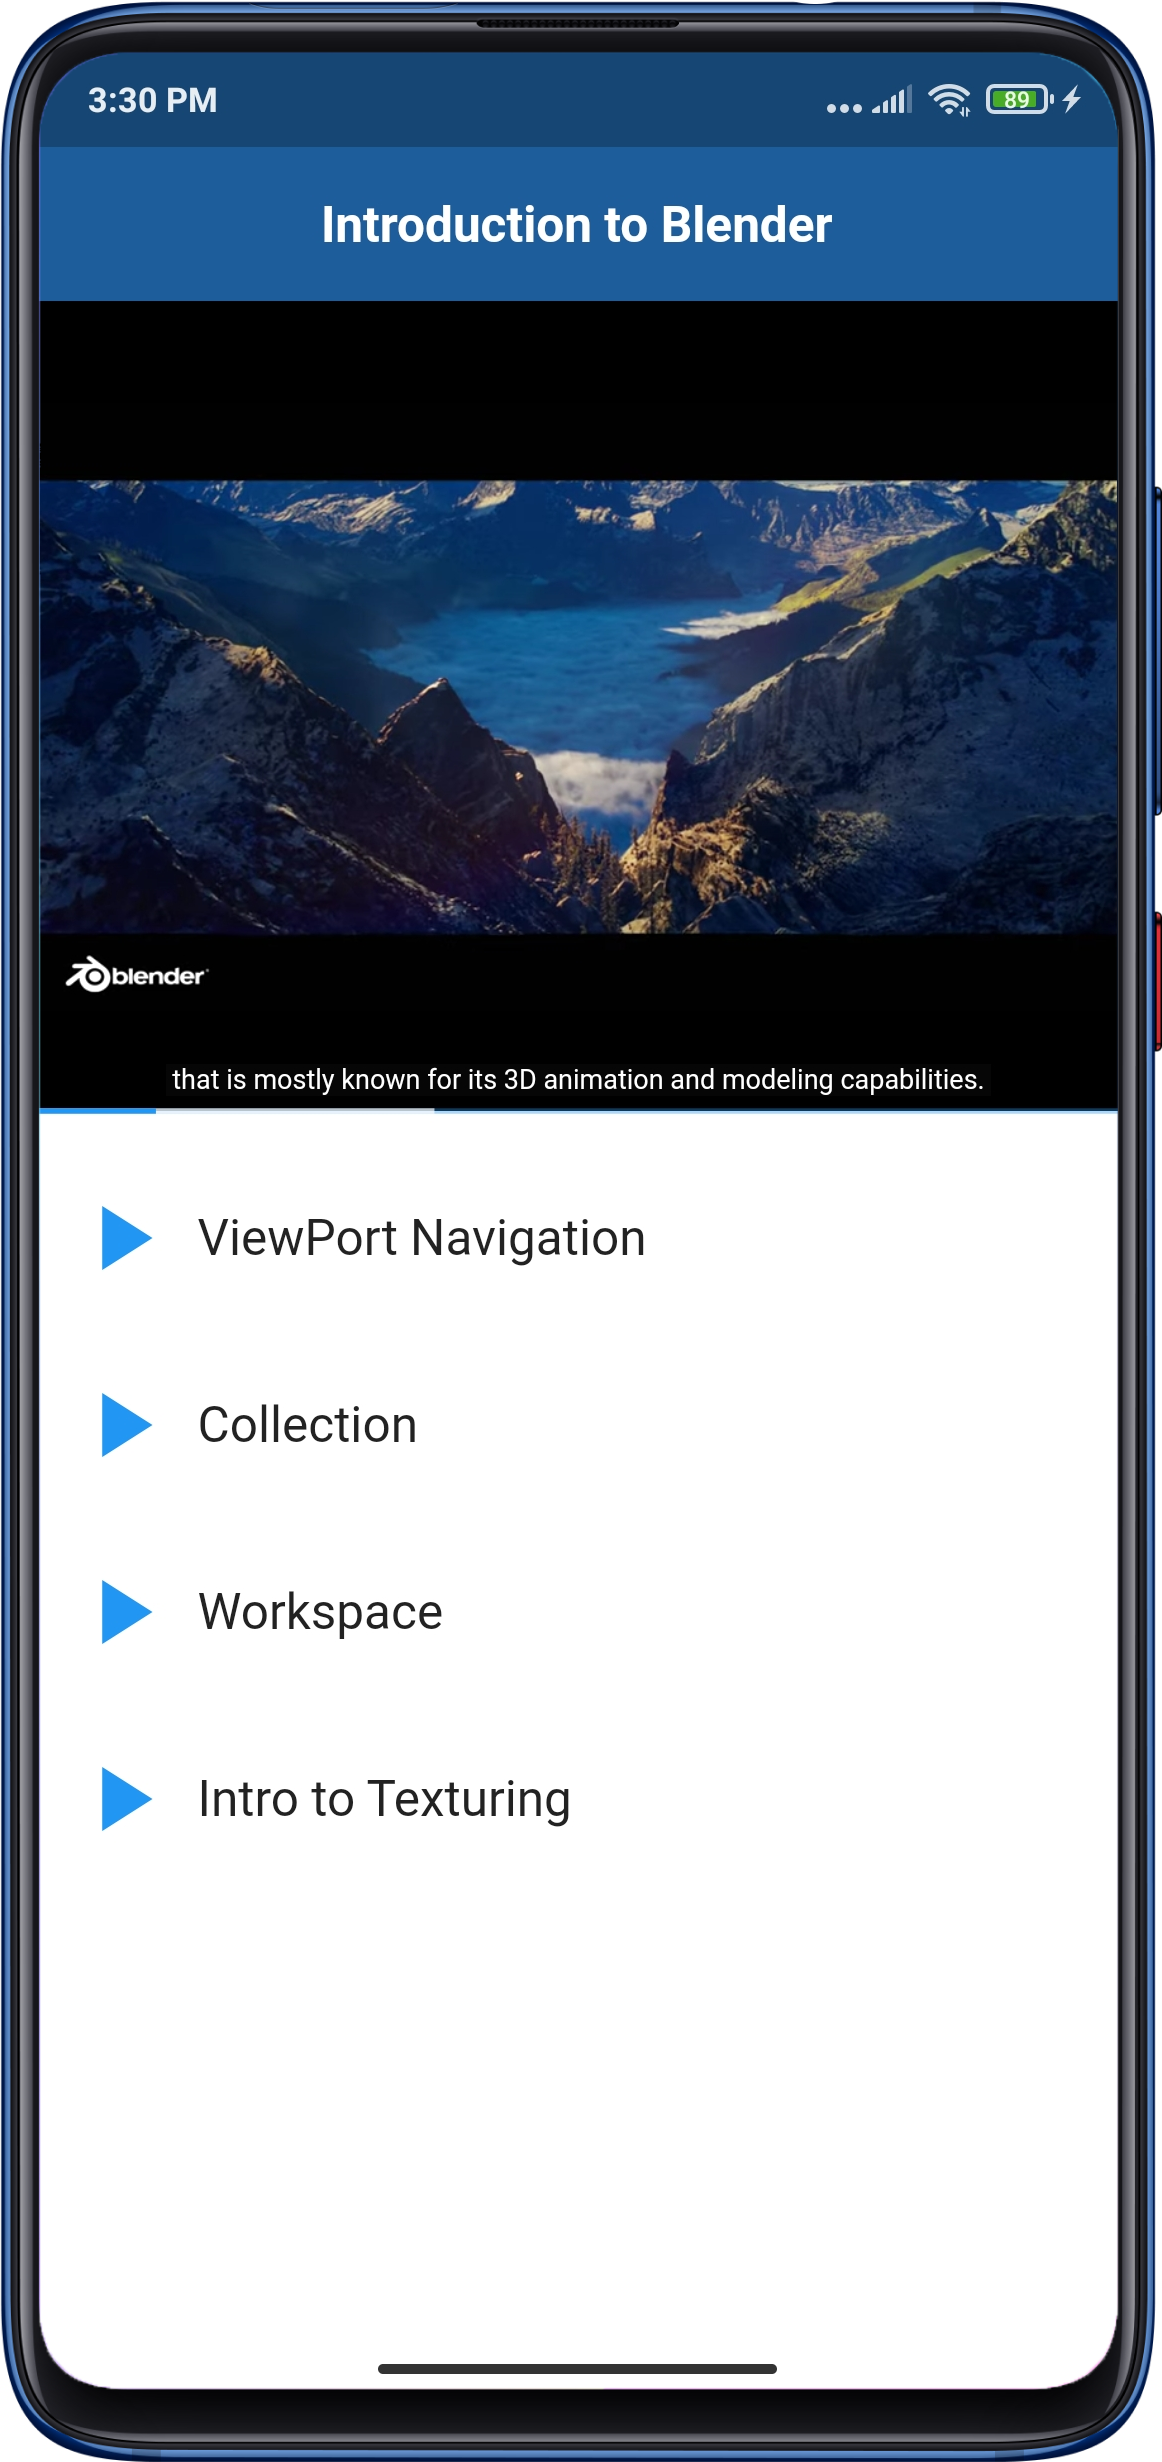 3:30 PM
89
Introduction to Blender
blender
that is mostly known for its 3D animation and modeling capabilities.
ViewPort Navigation
Collection
Workspace
Intro to Texturing